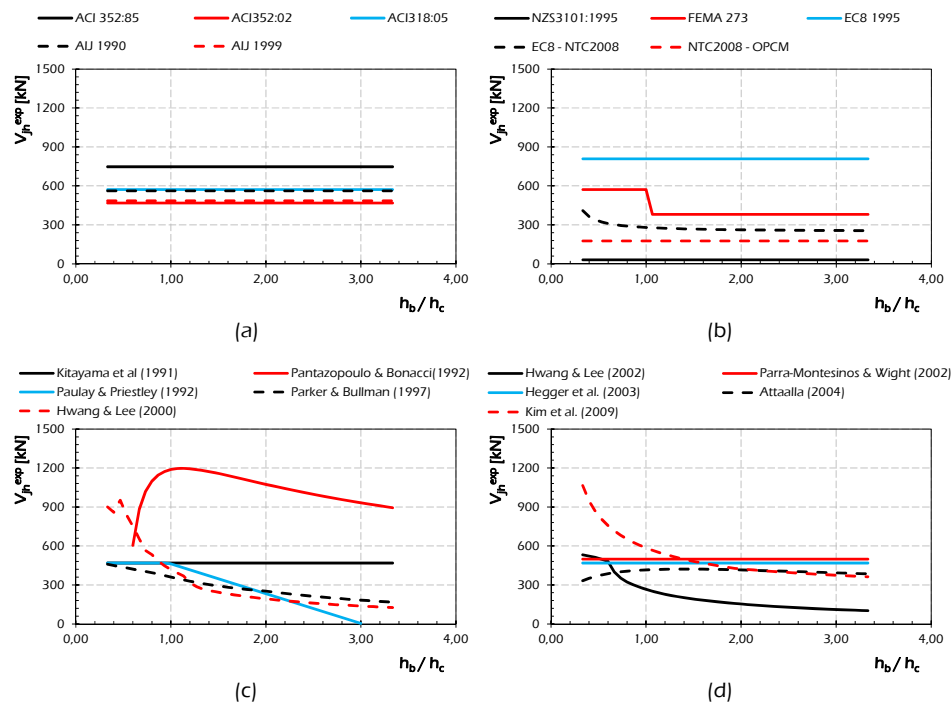 ACI 352:85 ACI352:02 ACI318:05
AIJ 1990 AIJ 1999
V_jh^exp [kN]
1500
1200
900
600
300
0
0,00 1,00 2,00 3,00 4,00
h_b / h_c
(a)
NZS3101:1995 FEMA 273 EC8 1995
EC8 - NTC2008 NTC2008 - OPCM
V_jh^exp [kN]
1500
1200
900
600
300
0
0,00 1,00 2,00 3,00 4,00
h_b / h_c
(b)
Kitayama et al (1991) Pantazopoulo & Bonacci(1992)
Paulay & Priestley (1992) Parker & Bullman (1997)
Hwang & Lee (2000)
V_jh^exp [kN]
1500
1200
900
600
300
0
0,00 1,00 2,00 3,00 4,00
h_b / h_c
(c)
Hwang & Lee (2002) Parra-Montesinos & Wight (2002)
Hegger et al. (2003) Attaalla (2004)
Kim et al. (2009)
V_jh^exp [kN]
1500
1200
900
600
300
0
0,00 1,00 2,00 3,00 4,00
h_b / h_c
(d)